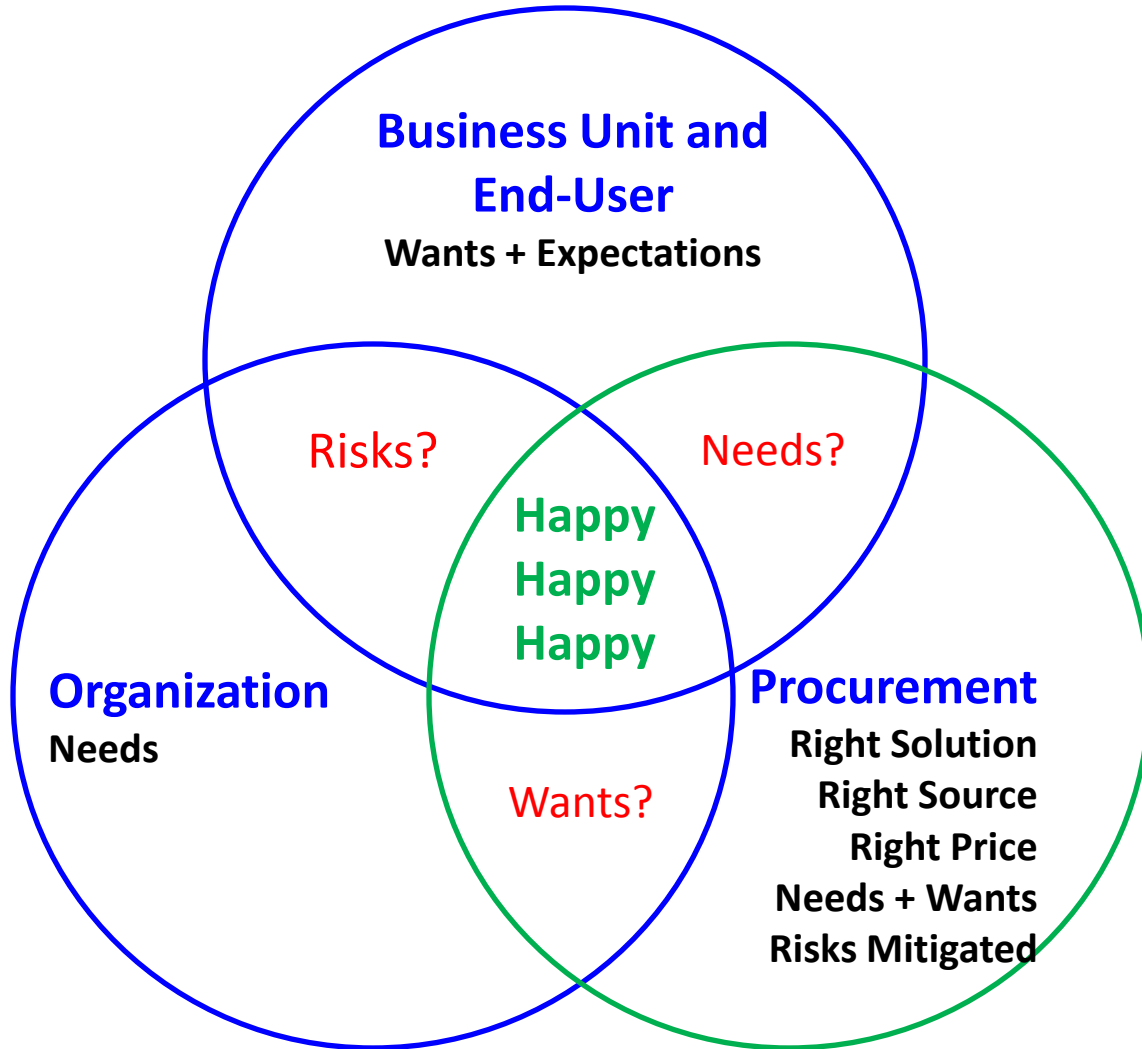 Business Unit and
End-User
Wants + Expectations
Risks?
Needs?
Happy
Happy
Happy
Organization
Needs
Procurement
Right Solution
Right Source
Right Price
Needs + Wants
Risks Mitigated
Wants?